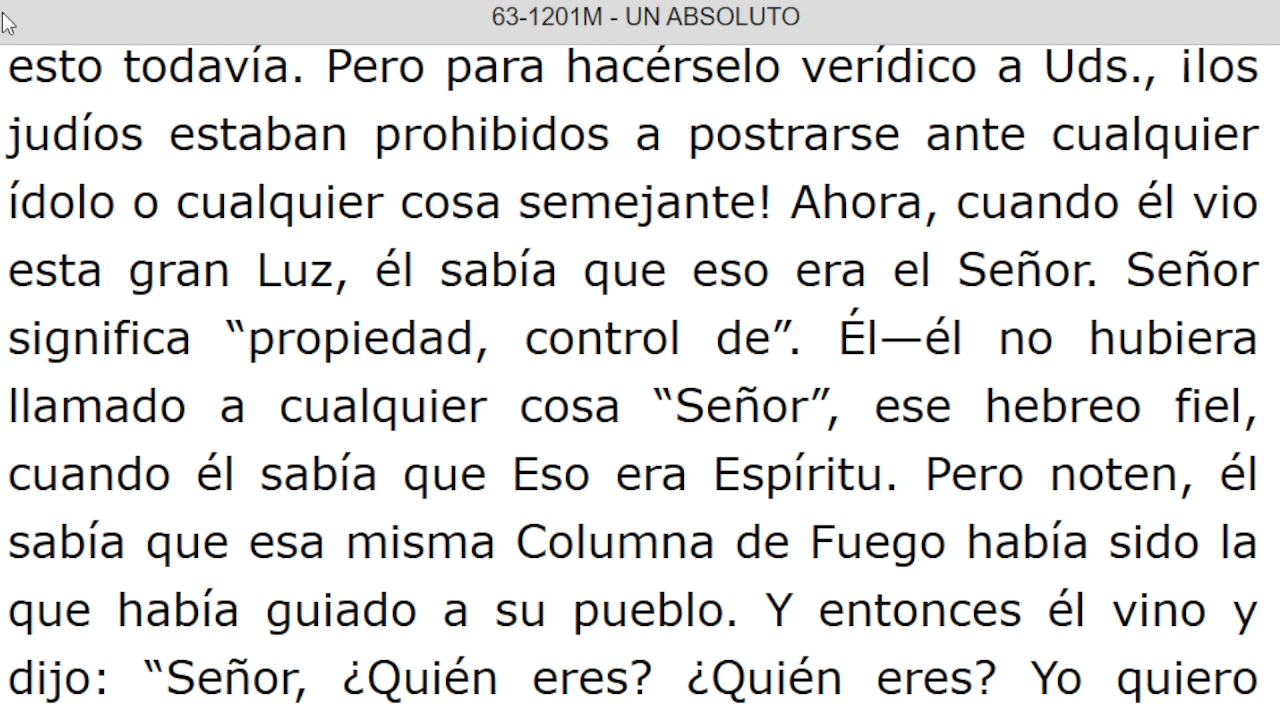 63-1201M - UN ABSOLUTO
esto todavía. Pero para hacérselo verídico a Uds., ¡los
judíos estaban prohibidos a postrarse ante cualquier
ídolo o cualquier cosa semejante! Ahora, cuando él vio
esta gran Luz, él sabía que eso era el Señor. Señor
significa “propiedad, control de”. Él—él no hubiera
llamado a cualquier cosa “Señor”, ese hebreo fiel,
cuando él sabía que Eso era Espíritu. Pero noten, él
sabía que esa misma Columna de Fuego había sido la
que había guiado a su pueblo. Y entonces él vino y
dijo: “Señor, ¿Quién eres? ¿Quién eres? Yo quiero